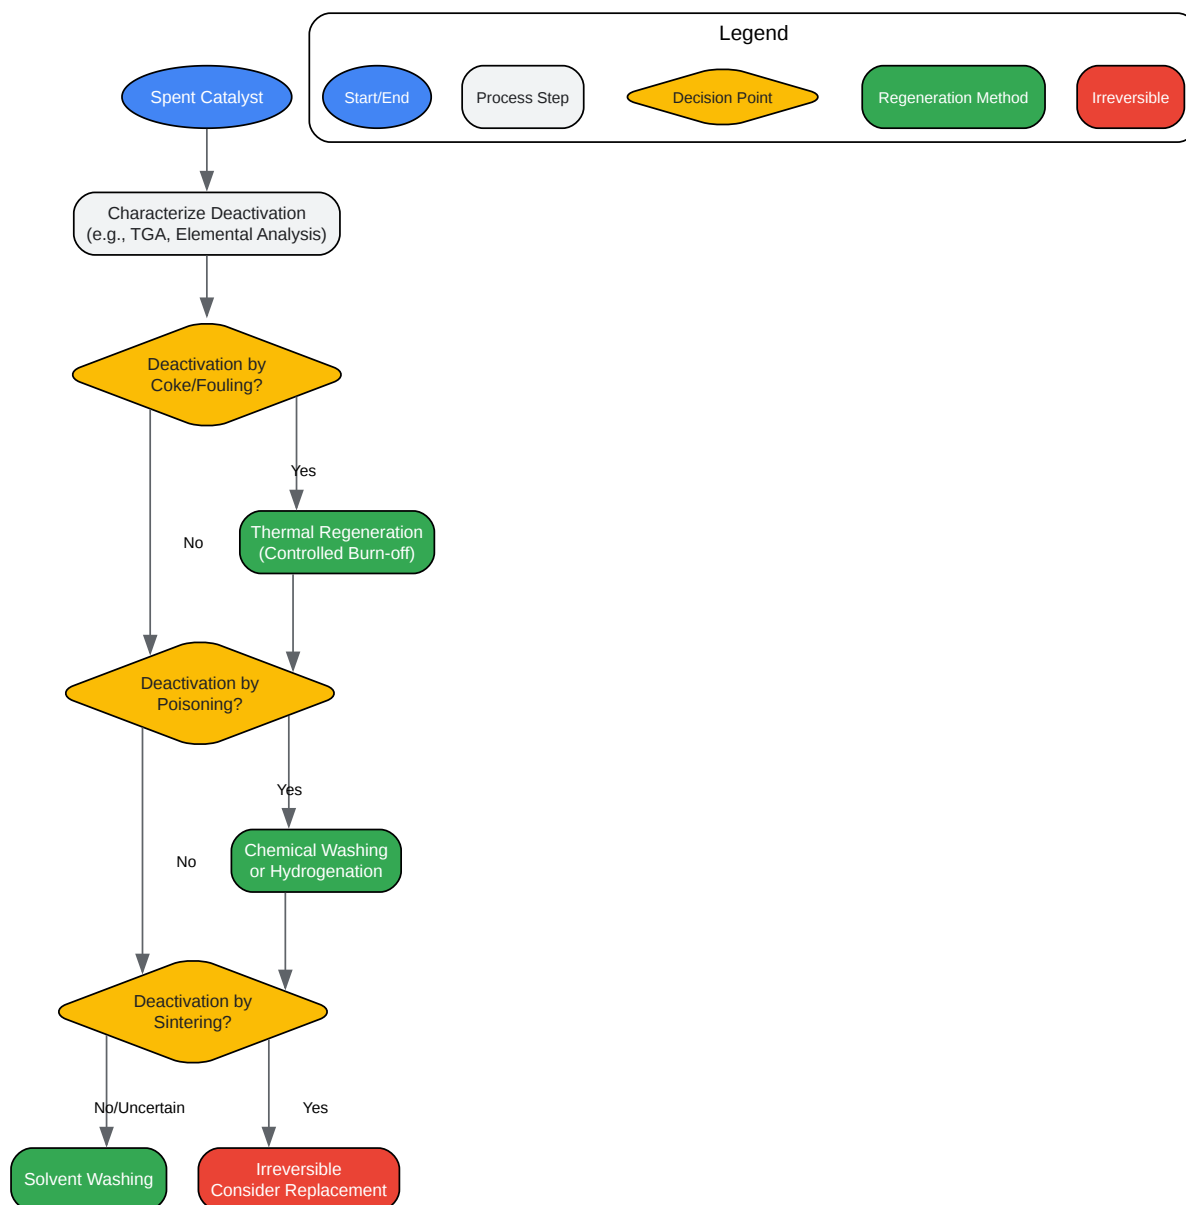 Legend
Spent Catalyst
Start/End
Process Step
Decision Point
Regeneration Method
Irreversible
Characterize Deactivation
(e.g., TGA, Elemental Analysis)
Deactivation by
Coke/Fouling?
Yes
No
Thermal Regeneration
(Controlled Burn-off)
Deactivation by
Poisoning?
Yes
No
Chemical Washing
or Hydrogenation
Deactivation by
Sintering?
No/Uncertain
Yes
Solvent Washing
Irreversible
Consider Replacement